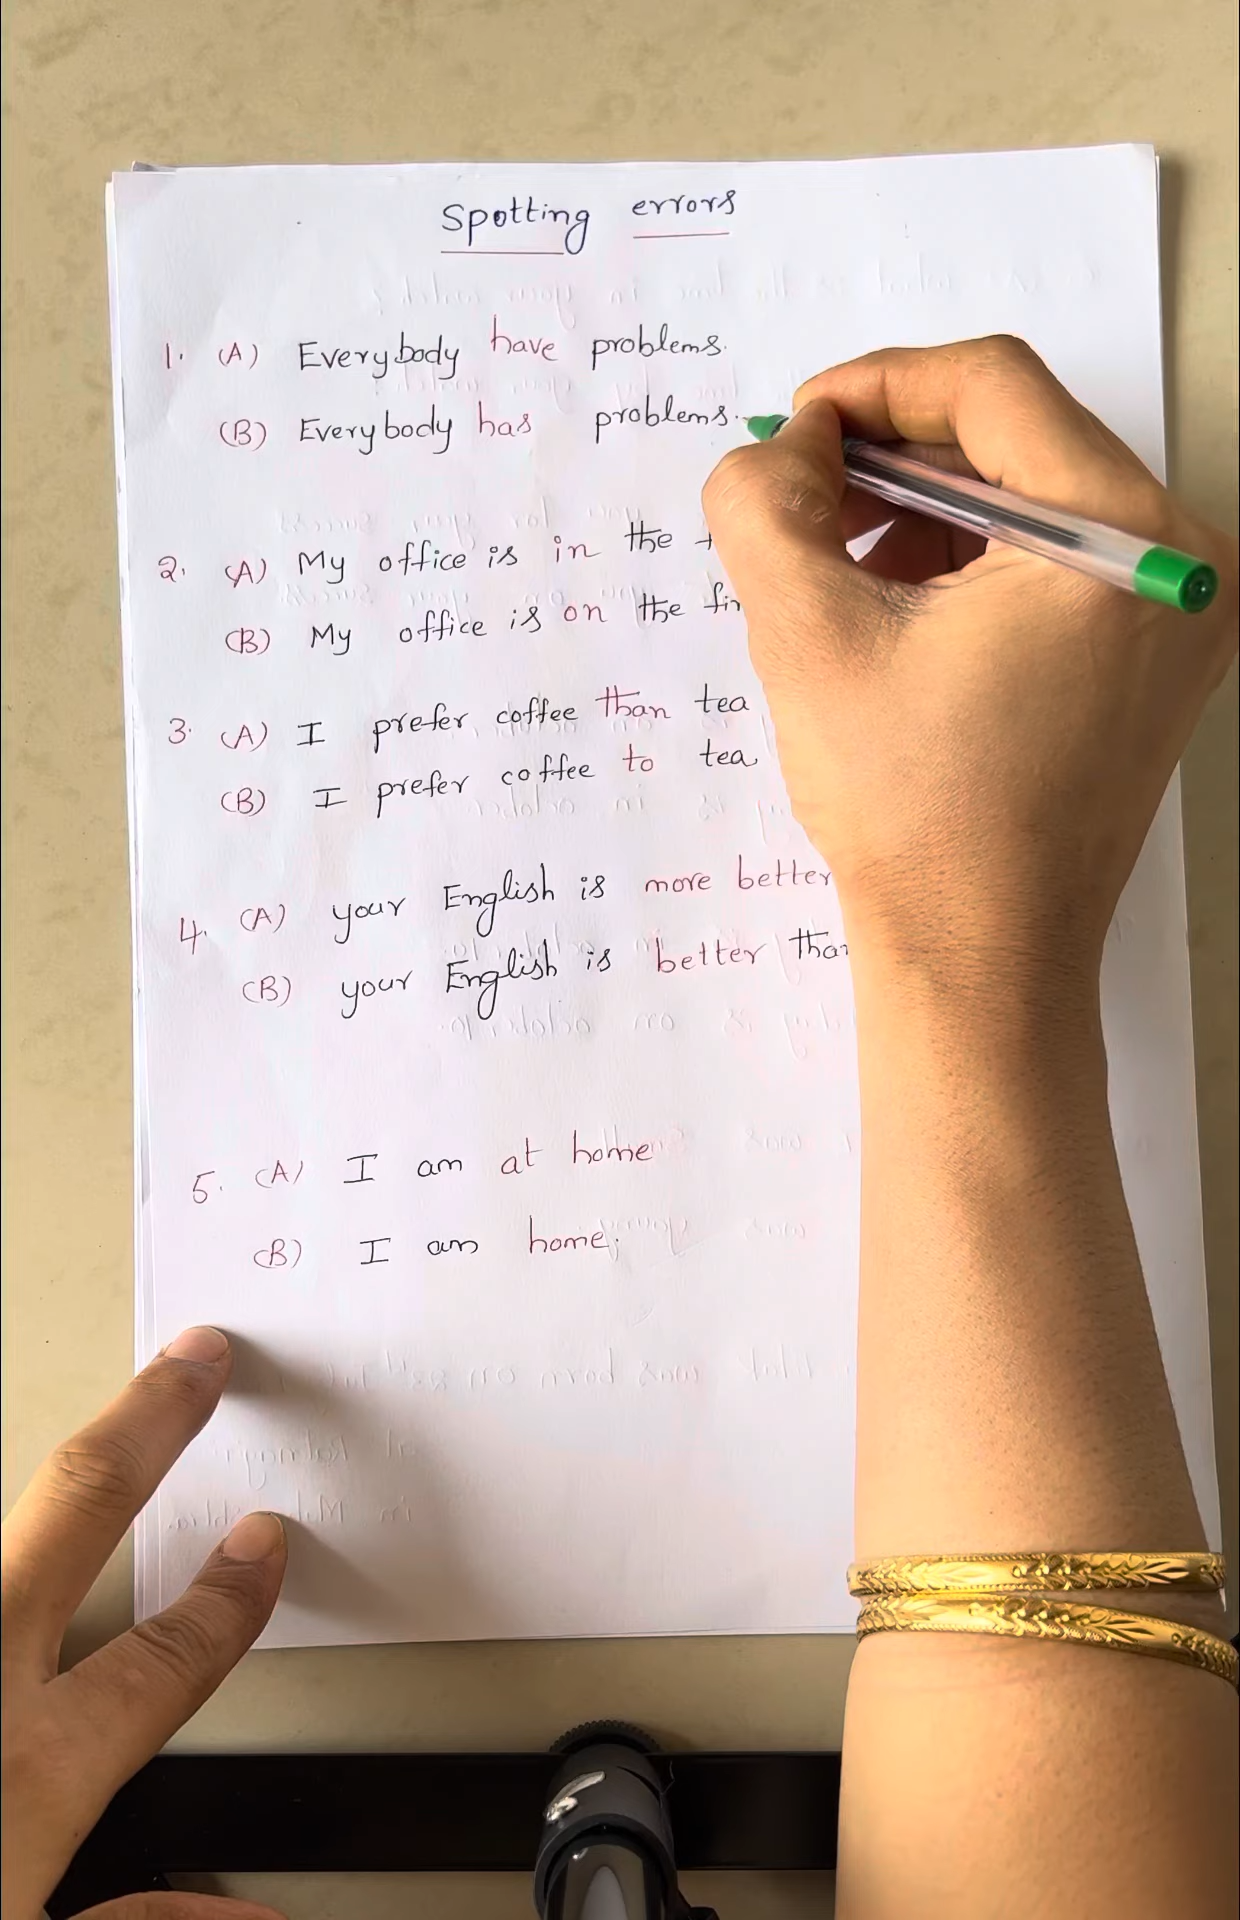 Spotting errors
1. (A) Everybody have problems.
(B) Everybody has problems.
2. (A) My office is in the
(B) My office is on the
3. (A) I prefer coffee than tea
(B) I prefer coffee to tea
4. (A) your English is more better
(B) your English is better
5. (A) I am at home
(B) I am home.